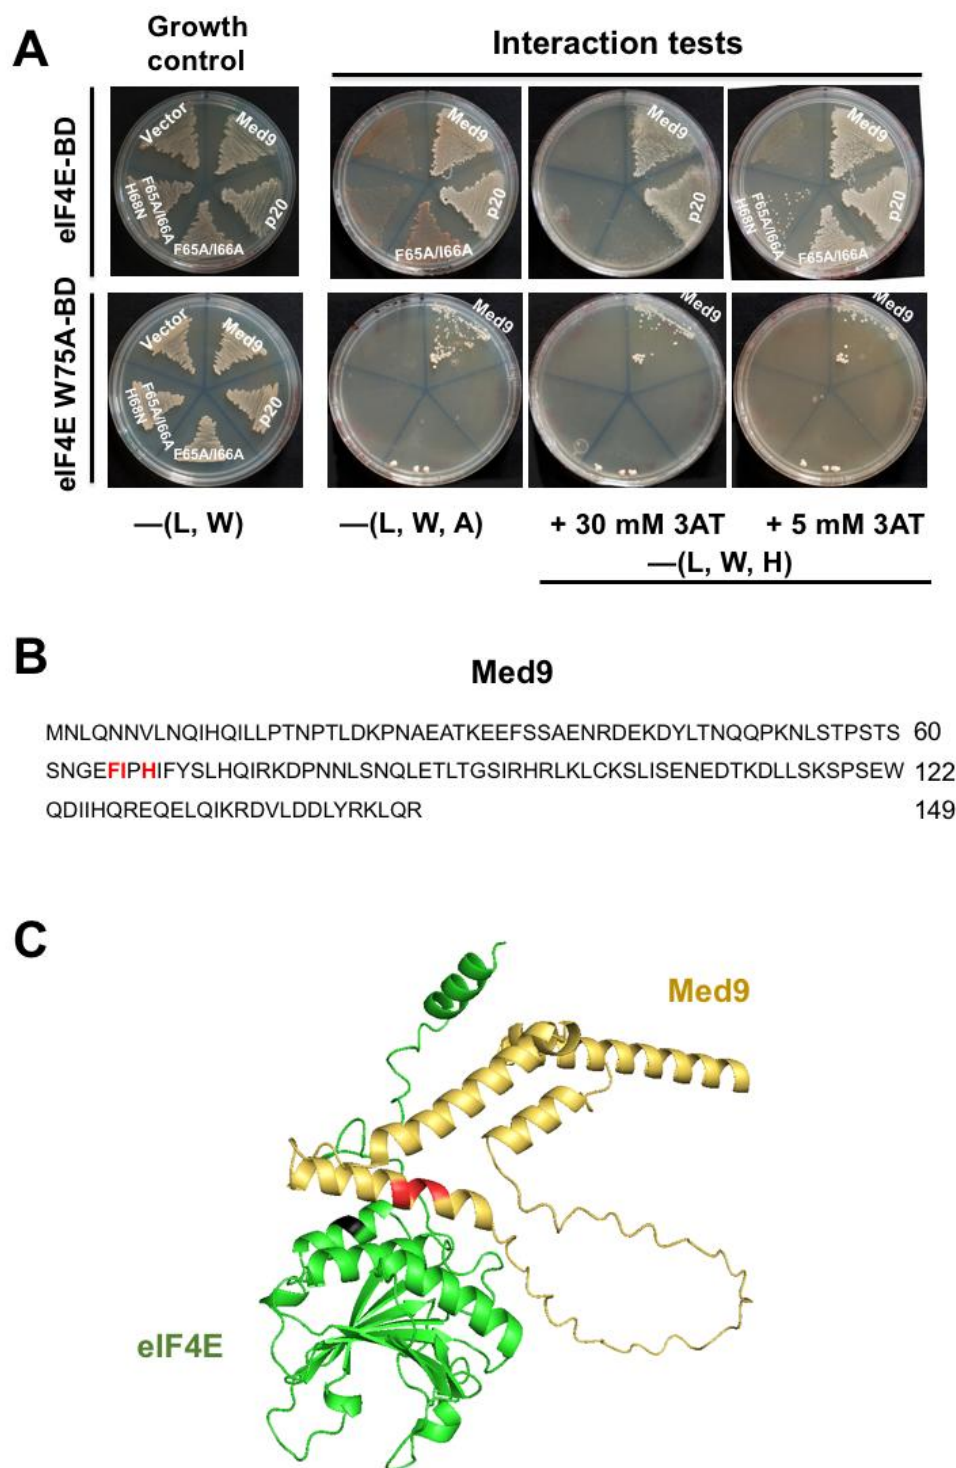 A
Growth
control
Interaction tests
eIF4E-BD
Vector
Med9
p20
F65A/I66A
F65A/I66A
H68N
Med9
p20
F65A/I66A
Med9
p20
Med9
p20
F65A/I66A
F65A/I66A
H68N
eIF4E W75A-BD
Vector
Med9
p20
F65A/I66A
F65A/I66A
H68N
Med9
Med9
Med9
—(L, W)
—(L, W, A)
+ 30 mM 3AT
+ 5 mM 3AT
—(L, W, H)
B
Med9
MNLQNNVLNQIHQILLPTNPTLDKPNAEATKEEFSSAENRDEKDYLTNQQPKNLSTPSTS 60
SNGEFIPHIFYSLHQIRKDPNNLSNQLETLTGSIRHRLKLCKSLISENEDTKDLLSKSPSEW 122
QDIIHQREQELQIKRDVLDDLYRKLQR 149
C
Med9
eIF4E